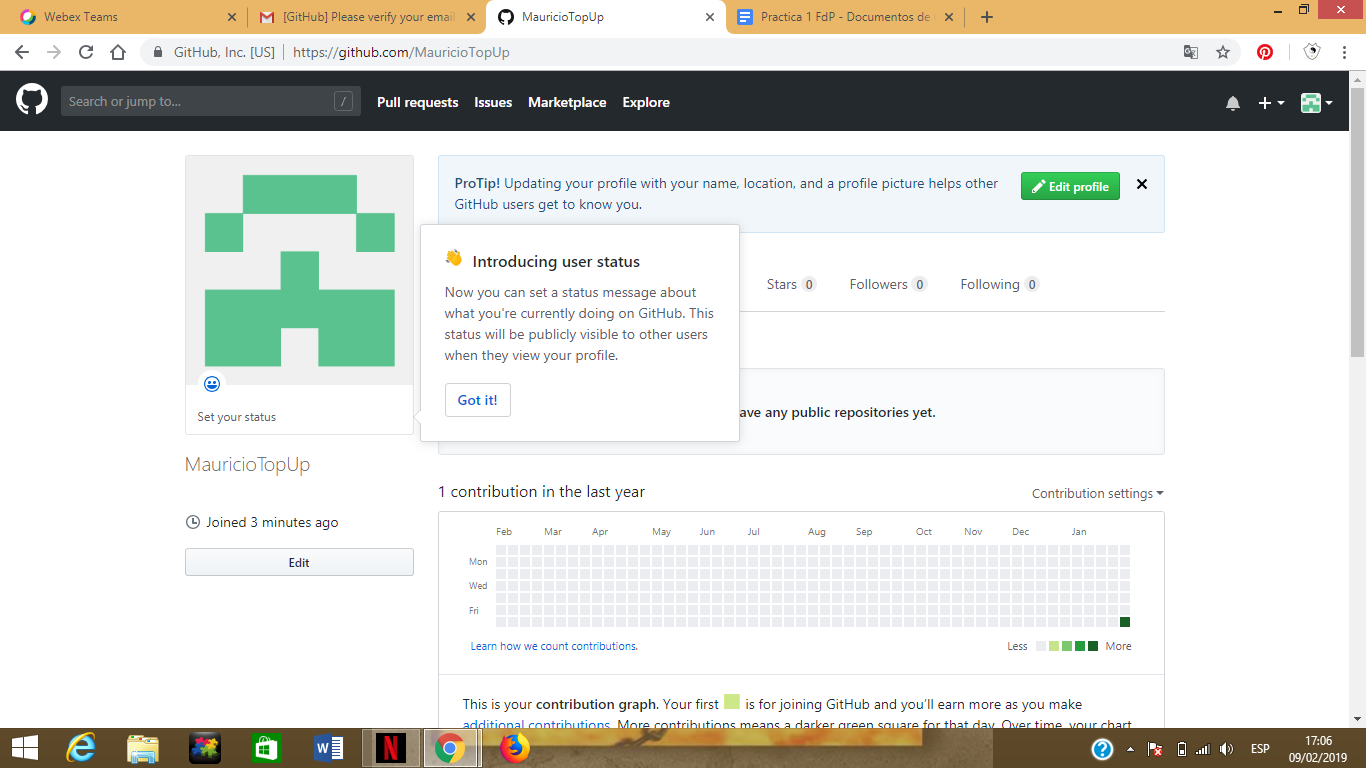 Webex Teams
[GitHub] Please verify your email
MauricioTopUp
Practica 1 FdP - Documentos de
GitHub, Inc. [US]
https://github.com/MauricioTopUp
Search or jump to...
/
Pull requests
Issues
Marketplace
Explore
ProTip! Updating your profile with your name, location, and a profile picture helps other
GitHub users get to know you.
Edit profile
Introducing user status
Now you can set a status message about
what you're currently doing on GitHub. This
status will be publicly visible to other users
when they view your profile.
Got it!
Stars 0
Followers 0
Following 0
ave any public repositories yet.
Set your status
MauricioTopUp
Joined 3 minutes ago
Edit
1 contribution in the last year
Contribution settings
Feb Mar Apr May Jun Jul Aug Sep Oct Nov Dec Jan
Mon
Wed
Fri
Learn how we count contributions.
Less
More
This is your contribution graph. Your first is for joining GitHub and you'll earn more as you make
additional contributions. More contributions means a darker green square for that day. Over time, your chart
ESP
17:06
09/02/2019